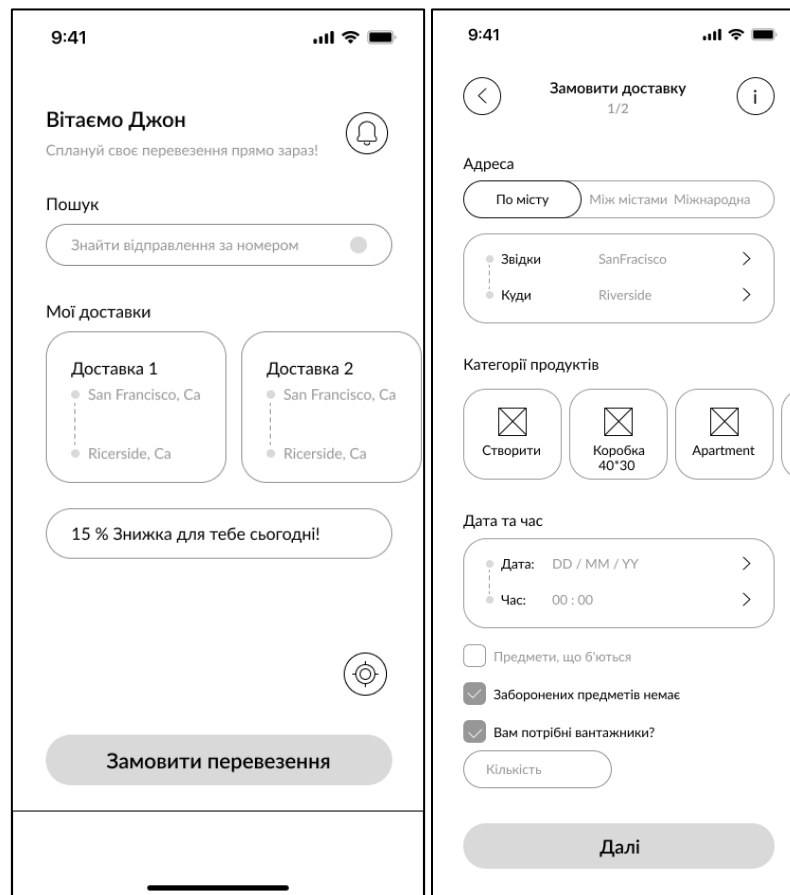 9:41
Вітаємо Джон
Сплануй своє перевезення прямо зараз!
Пошук
Знайти відправлення за номером
Мої доставки
Доставка 1
San Francisco, Ca
Ricerside, Ca
Доставка 2
San Francisco, Ca
Ricerside, Ca
15 % Знижка для тебе сьогодні!
Замовити перевезення
9:41
Замовити доставку
1/2
i
Адреса
По місту Між містами Міжнародна
Звідки SanFracisco
Куди Riverside
Категорії продуктів
Створити
Коробка
40*30
Apartment
Дата та час
Дата: DD / MM / YY
Час: 00 : 00
Предмети, що б'ються
Заборонених предметів немає
Вам потрібні вантажники?
Кількість
Далі